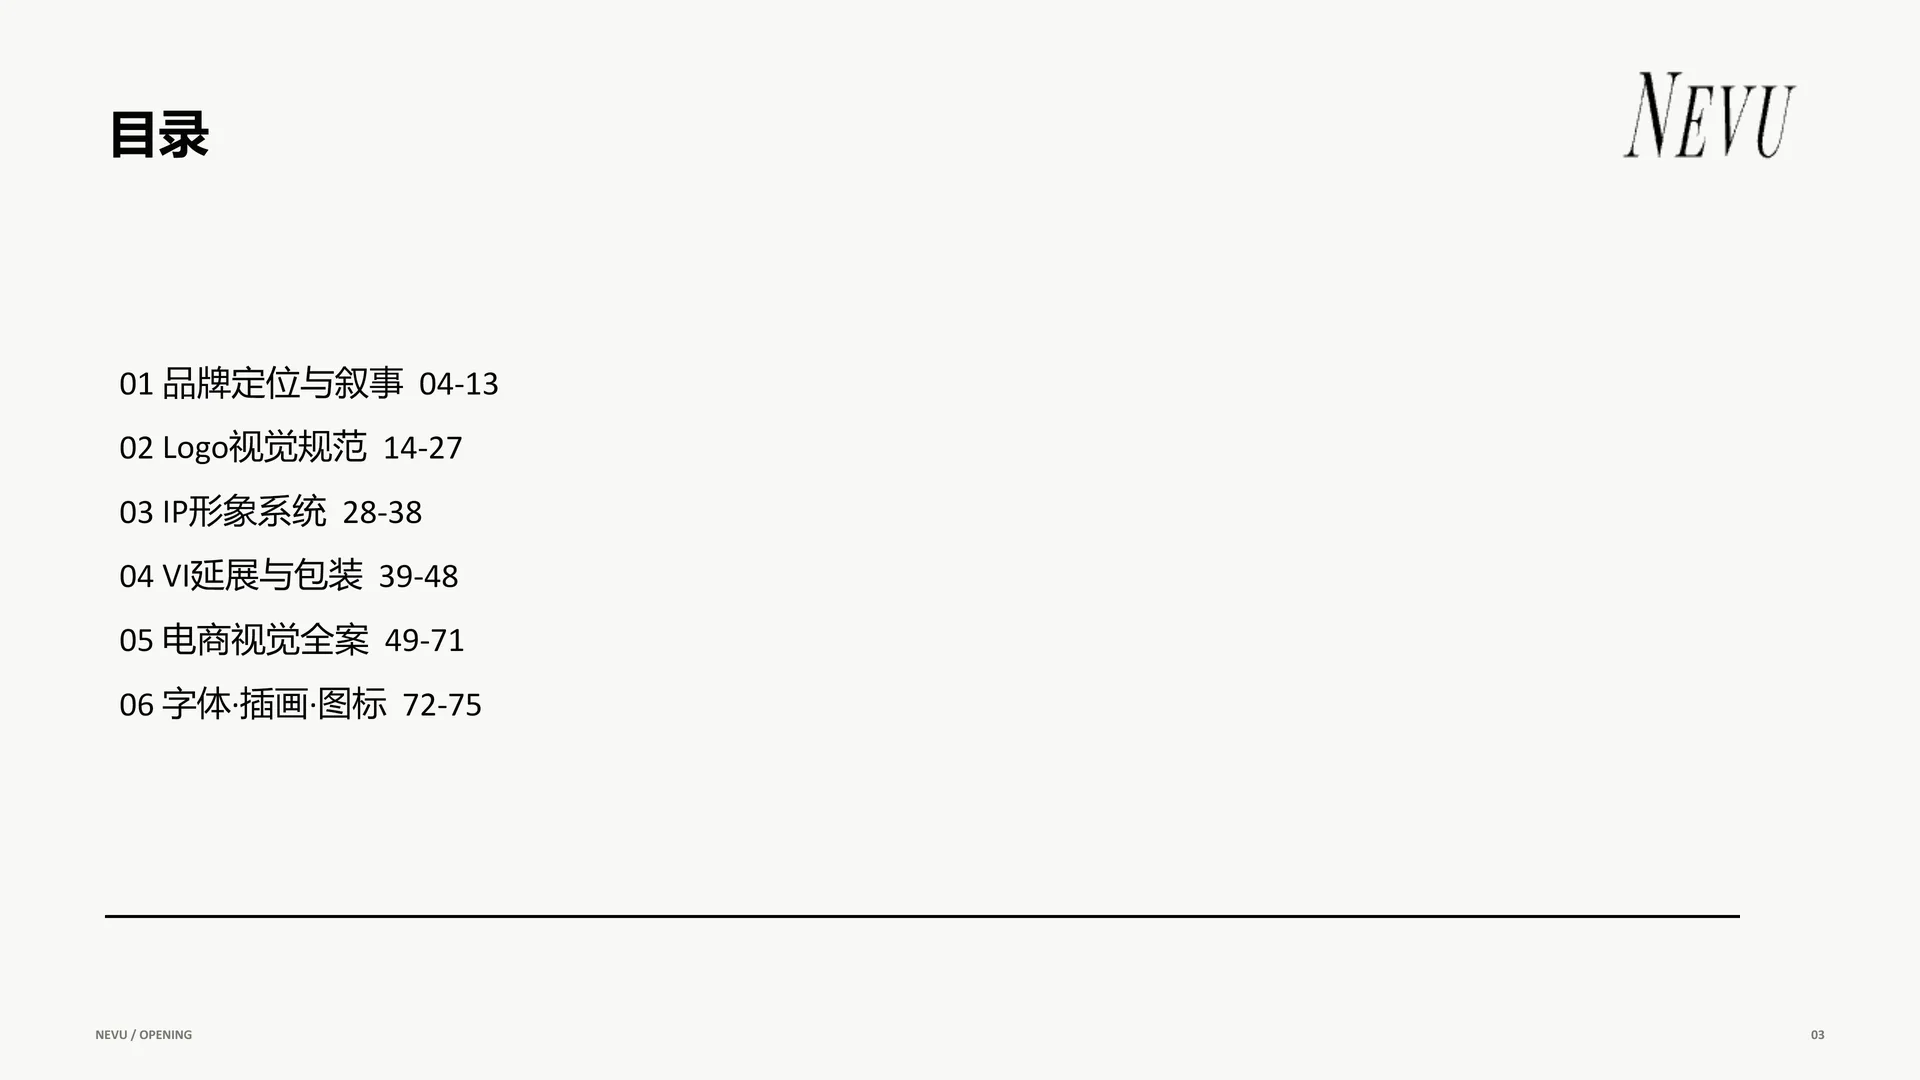 目录
NEVU
01 品牌定位与叙事 04-13
02 Logo视觉规范 14-27
03 IP形象系统 28-38
04 VI延展与包装 39-48
05 电商视觉全案 49-71
06 字体·插画·图标 72-75
NEVU / OPENING
03